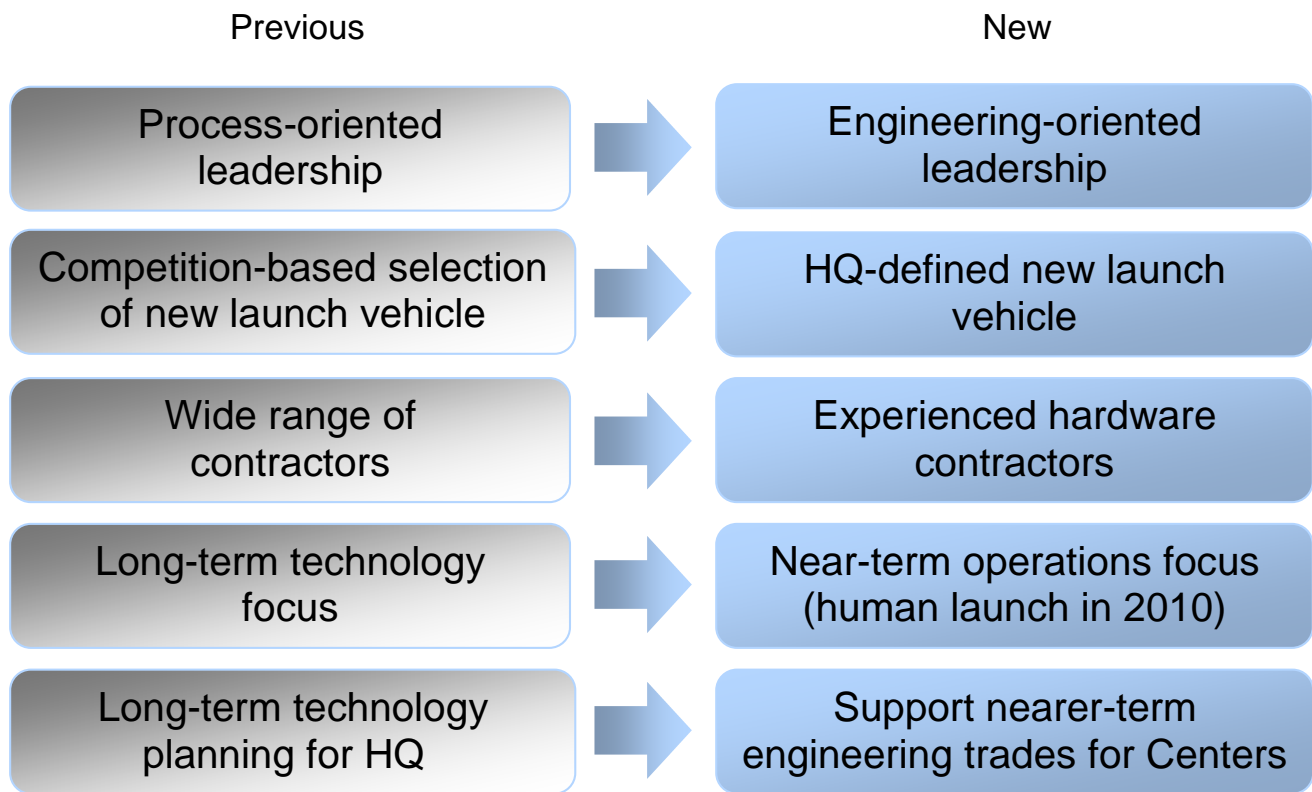 Previous
New
Process-oriented
leadership
Engineering-oriented
leadership
Competition-based selection
of new launch vehicle
HQ-defined new launch
vehicle
Wide range of
contractors
Experienced hardware
contractors
Long-term technology
focus
Near-term operations focus
(human launch in 2010)
Long-term technology
planning for HQ
Support nearer-term
engineering trades for Centers